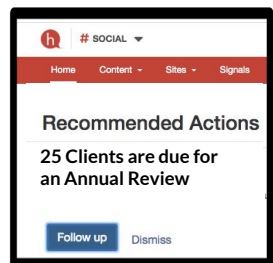 h # SOCIAL
Home Content Sites Signals
Recommended Actions
25 Clients are due for
an Annual Review
Follow up Dismiss